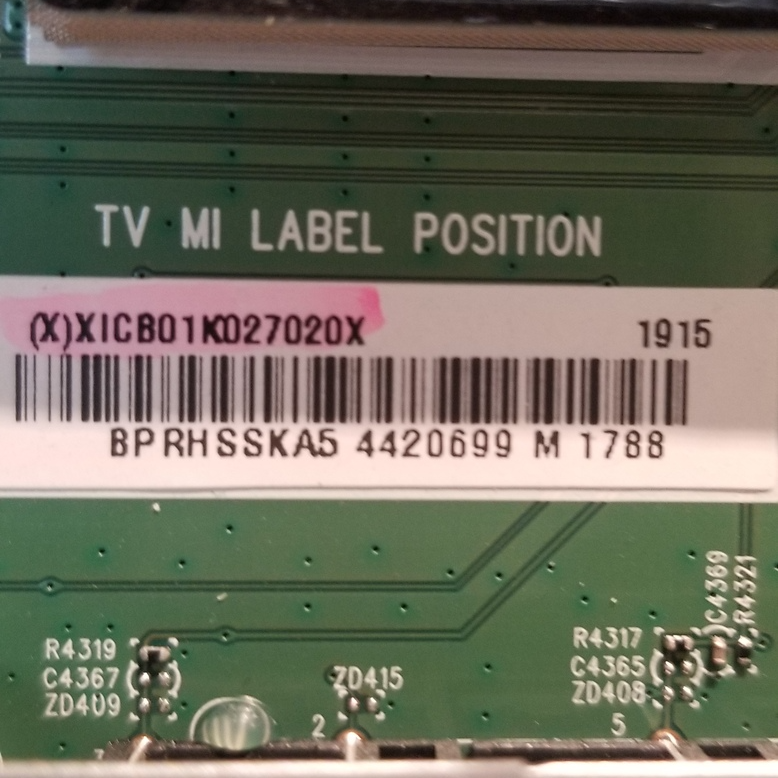 TV MI LABEL POSITION
(X)XICB01K027020X 1915
BPRHSSKA5 4420699 M 1788
C4369
R4321
R4319
C4367
ZD409
ZD415
2
R4317
C4365
ZD408
5